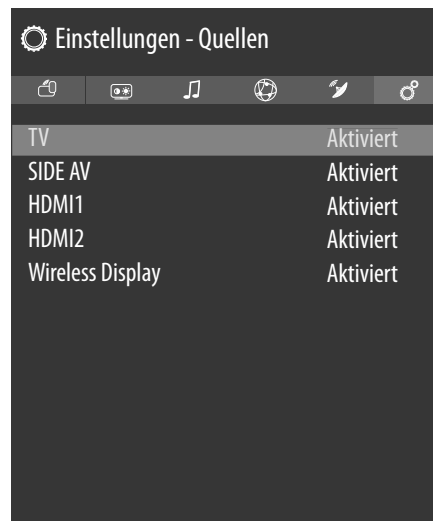 Einstellungen - Quellen
TV Aktiviert
SIDE AV Aktiviert
HDMI1 Aktiviert
HDMI2 Aktiviert
Wireless Display Aktiviert